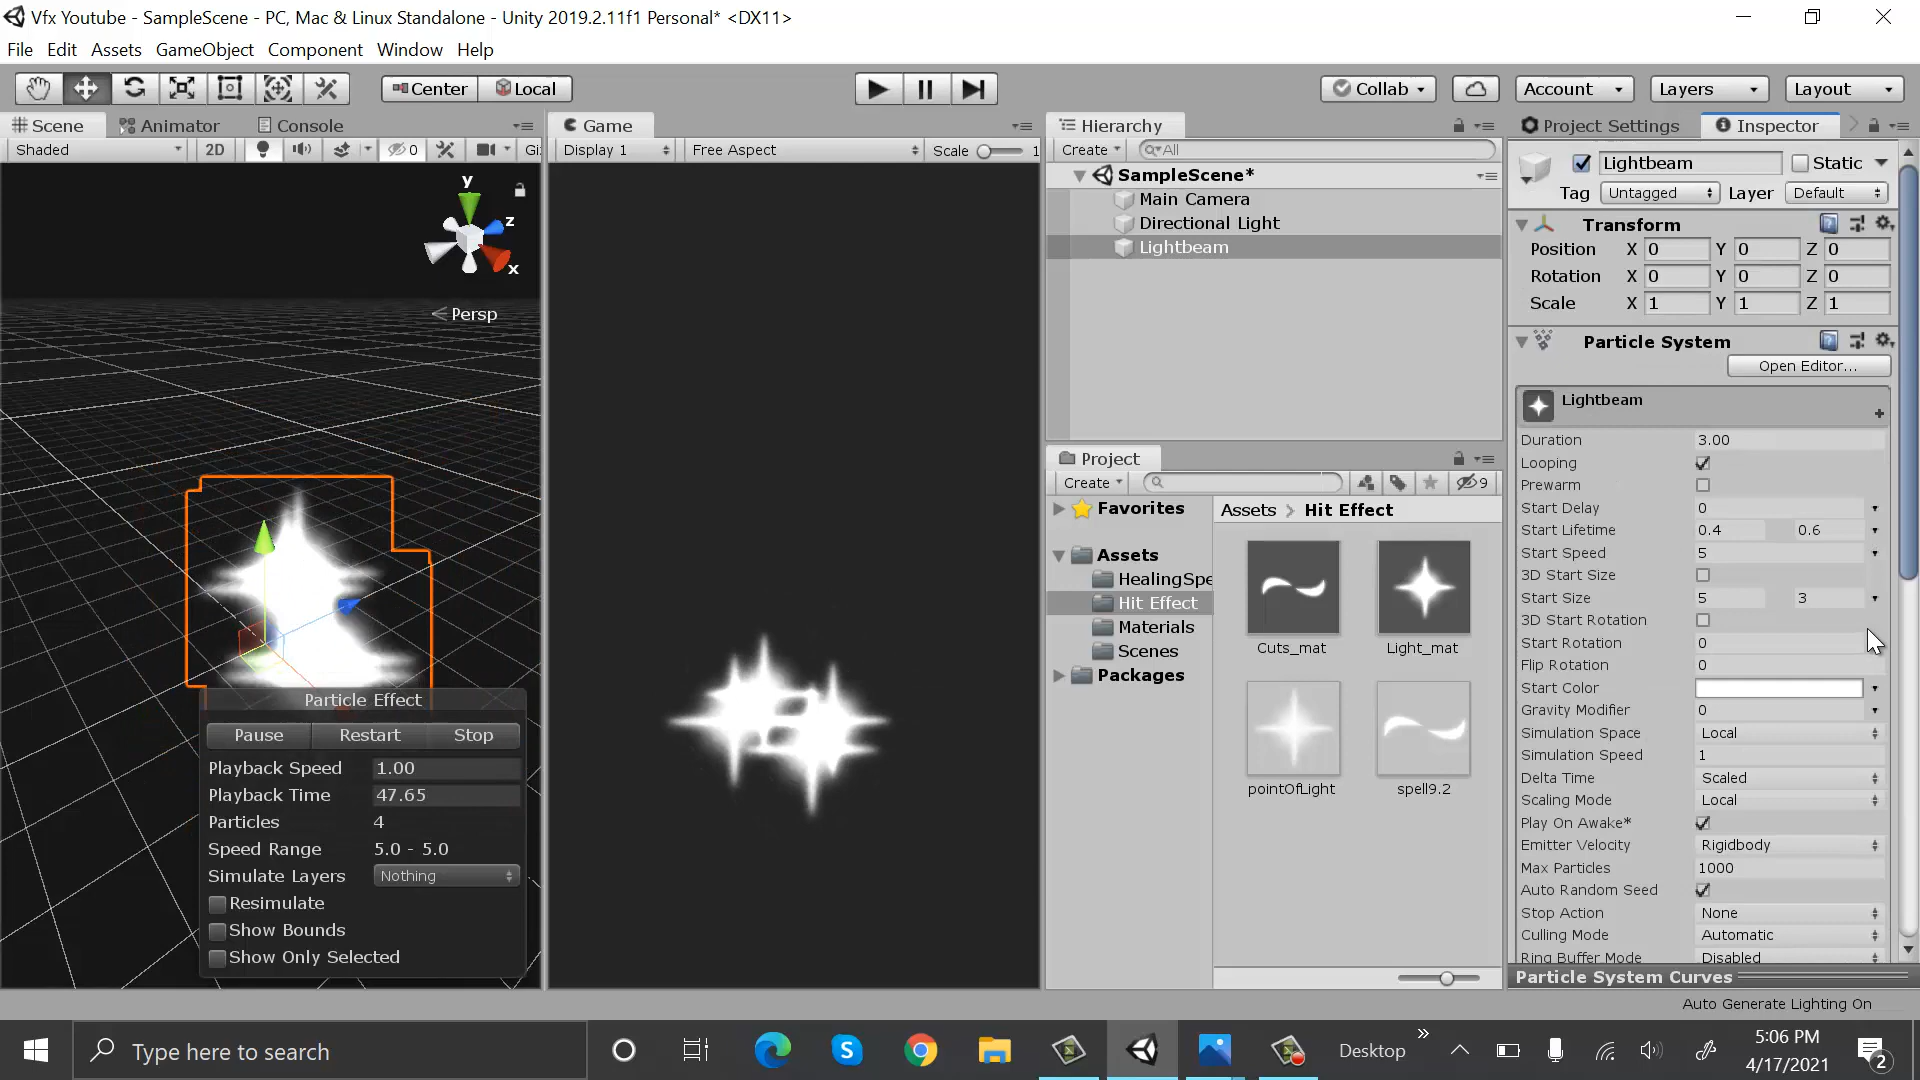 Vfx Youtube - SampleScene - PC, Mac & Linux Standalone - Unity 2019.2.11f1 Personal* <DX11>
File Edit Assets GameObject Component Window Help
Center Local Collab Account Layers Layout
Scene Animator Console
Shaded 2D 0 Gi
y
z
x
Persp
Particle Effect
Pause Restart Stop
Playback Speed 1.00
Playback Time 47.65
Particles 4
Speed Range 5.0 - 5.0
Simulate Layers Nothing
Resimulate
Show Bounds
Show Only Selected
Game
Display 1 Free Aspect Scale 1
Hierarchy
Create All
SampleScene*
Main Camera
Directional Light
Lightbeam
Project
Create 9
Favorites
Assets
HealingSpe
Hit Effect
Materials
Scenes
Packages
Assets > Hit Effect
Cuts_mat Light_mat
pointOfLight spell9.2
Project Settings Inspector
Lightbeam Static
Tag Untagged Layer Default
Transform
Position X 0 Y 0 Z 0
Rotation X 0 Y 0 Z 0
Scale X 1 Y 1 Z 1
Particle System
Open Editor...
Lightbeam
Duration 3.00
Looping
Prewarm
Start Delay 0
Start Lifetime 0.4 0.6
Start Speed 5
3D Start Size
Start Size 5 3
3D Start Rotation
Start Rotation 0
Flip Rotation 0
Start Color
Gravity Modifier 0
Simulation Space Local
Simulation Speed 1
Delta Time Scaled
Scaling Mode Local
Play On Awake*
Emitter Velocity Rigidbody
Max Particles 1000
Auto Random Seed
Stop Action None
Culling Mode Automatic
Ring Buffer Mode Disabled
Particle System Curves
Auto Generate Lighting On
Type here to search
Desktop
5:06 PM
4/17/2021
2